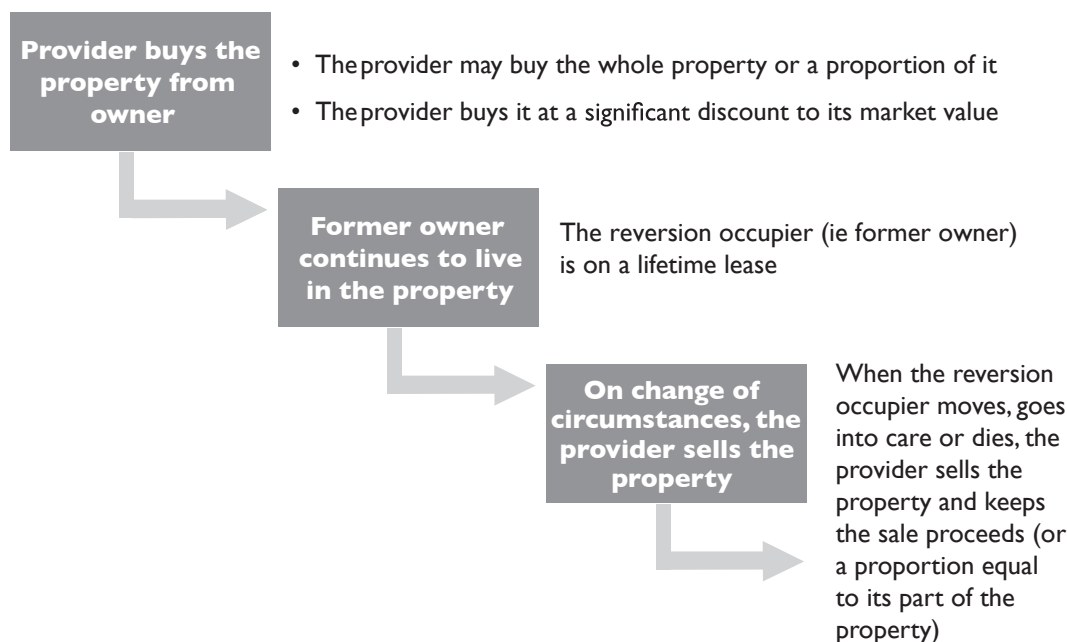 Provider buys the
property from
owner
• The provider may buy the whole property or a proportion of it
• The provider buys it at a significant discount to its market value
Former owner
continues to live
in the property
The reversion occupier (ie former owner)
is on a lifetime lease
On change of
circumstances, the
provider sells the
property
When the reversion
occupier moves, goes
into care or dies, the
provider sells the
property and keeps
the sale proceeds (or
a proportion equal
to its part of the
property)